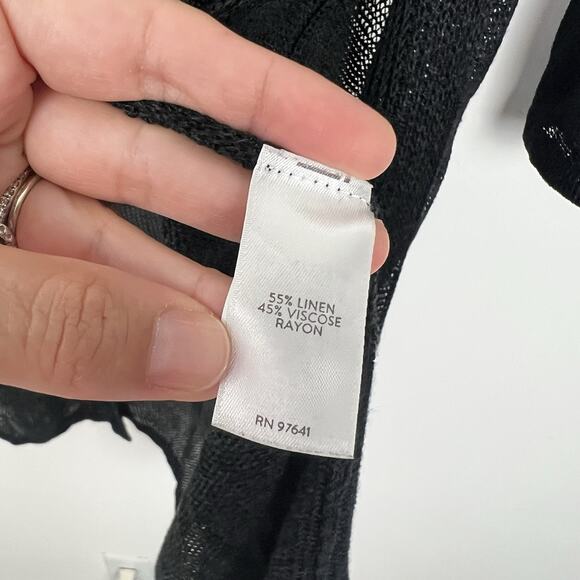 55% LINEN
45% VISCOSE
RAYON
RN 97641